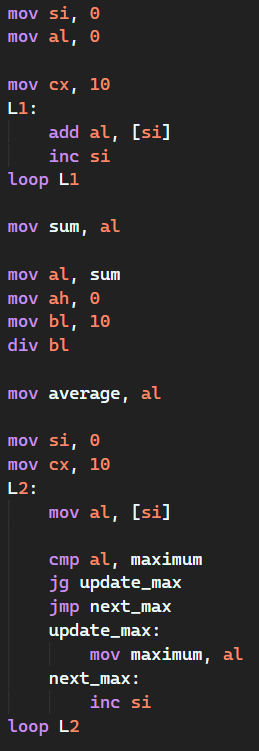 mov si, 0
mov al, 0
mov cx, 10
L1:
add al, [si]
inc si
loop L1
mov sum, al
mov al, sum
mov ah, 0
mov bl, 10
div bl
mov average, al
mov si, 0
mov cx, 10
L2:
mov al, [si]
cmp al, maximum
jg update_max
jmp next_max
update_max:
mov maximum, al
next_max:
inc si
loop L2